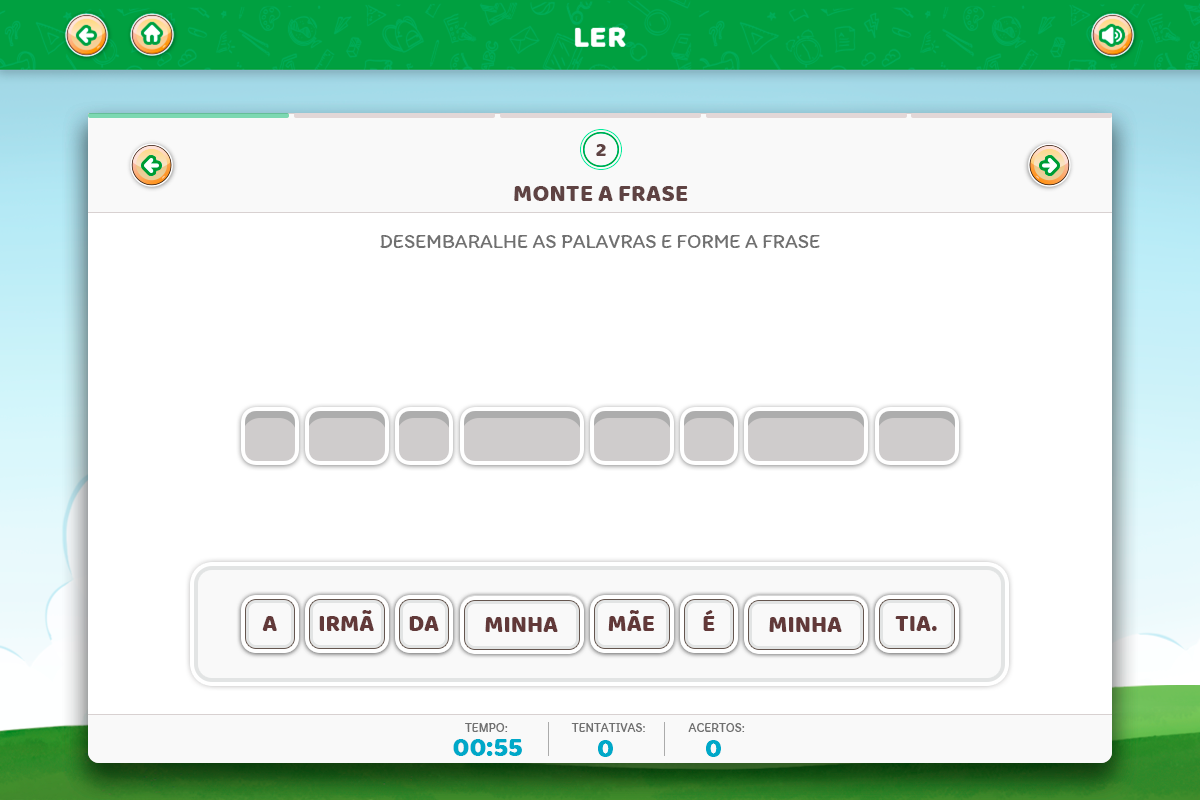 LER
2
MONTE A FRASE
DESEMBARALHE AS PALAVRAS E FORME A FRASE
A IRMÃ DA MINHA MÃE É MINHA TIA.
TEMPO: TENTATIVAS: ACERTOS:
00:55 0 0